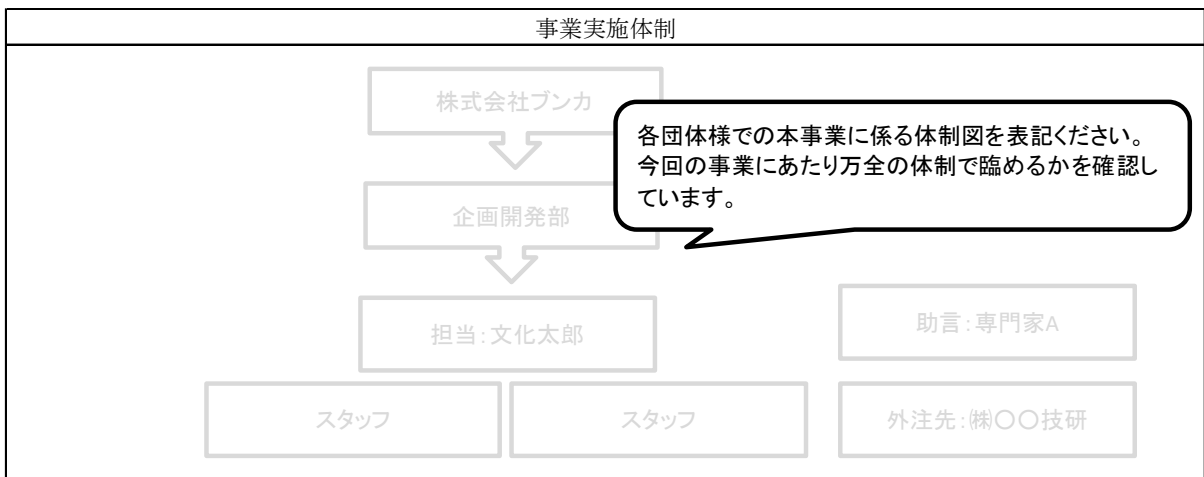 事業実施体制
株式会社ブンカ
各団体様での本事業に係る体制図を表記ください。
今回の事業にあたり万全の体制で臨めるかを確認し
ています。
企画開発部
担当:文化太郎
助言:専門家A
スタッフ
スタッフ
外注先:㈱〇〇技研